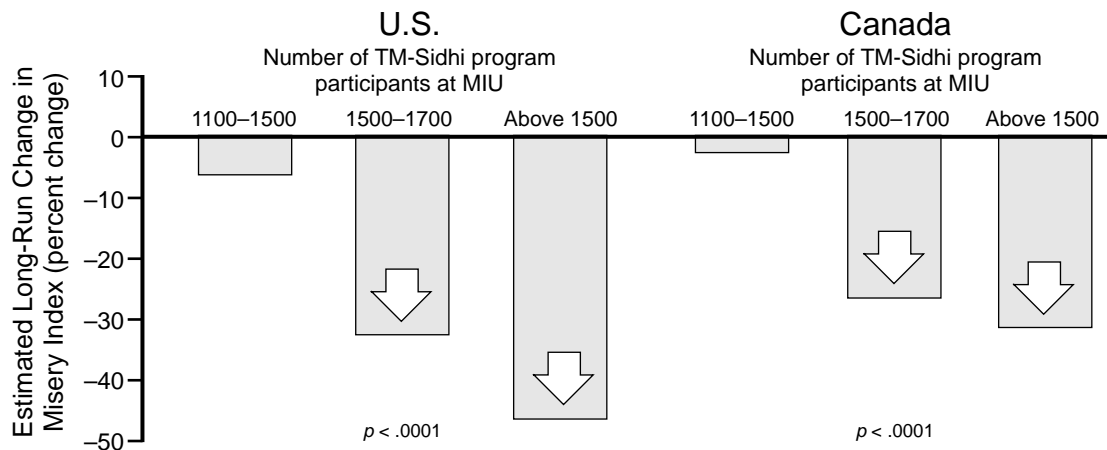 U.S.
Number of TM-Sidhi program
participants at MIU
Canada
Number of TM-Sidhi program
participants at MIU
Estimated Long-Run Change in
Misery Index (percent change)
10
0
–10
–20
–30
–40
–50
1100–1500
1500–1700
Above 1500
1100–1500
1500–1700
Above 1500
p < .0001
p < .0001